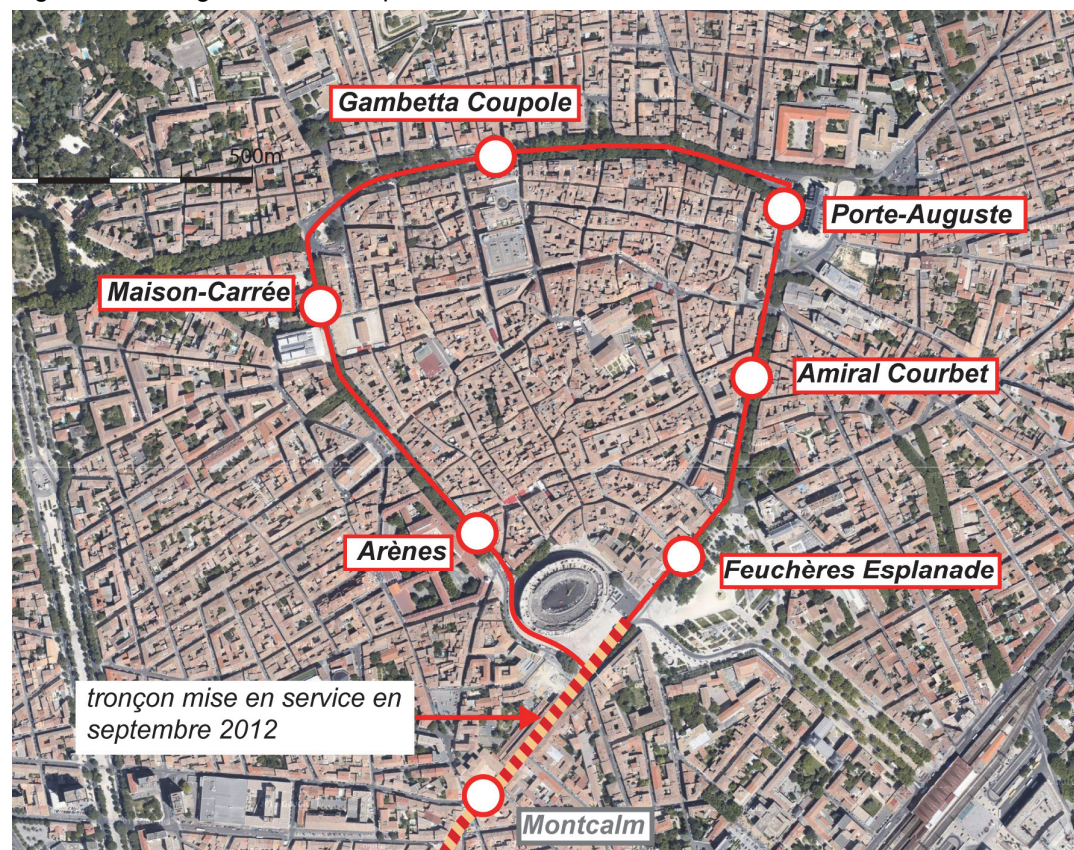 Gambetta Coupole
500m
Porte-Auguste
Maison-Carrée
Amiral Courbet
Arènes
Feuchères Esplanade
tronçon mise en service en
septembre 2012
Montcalm